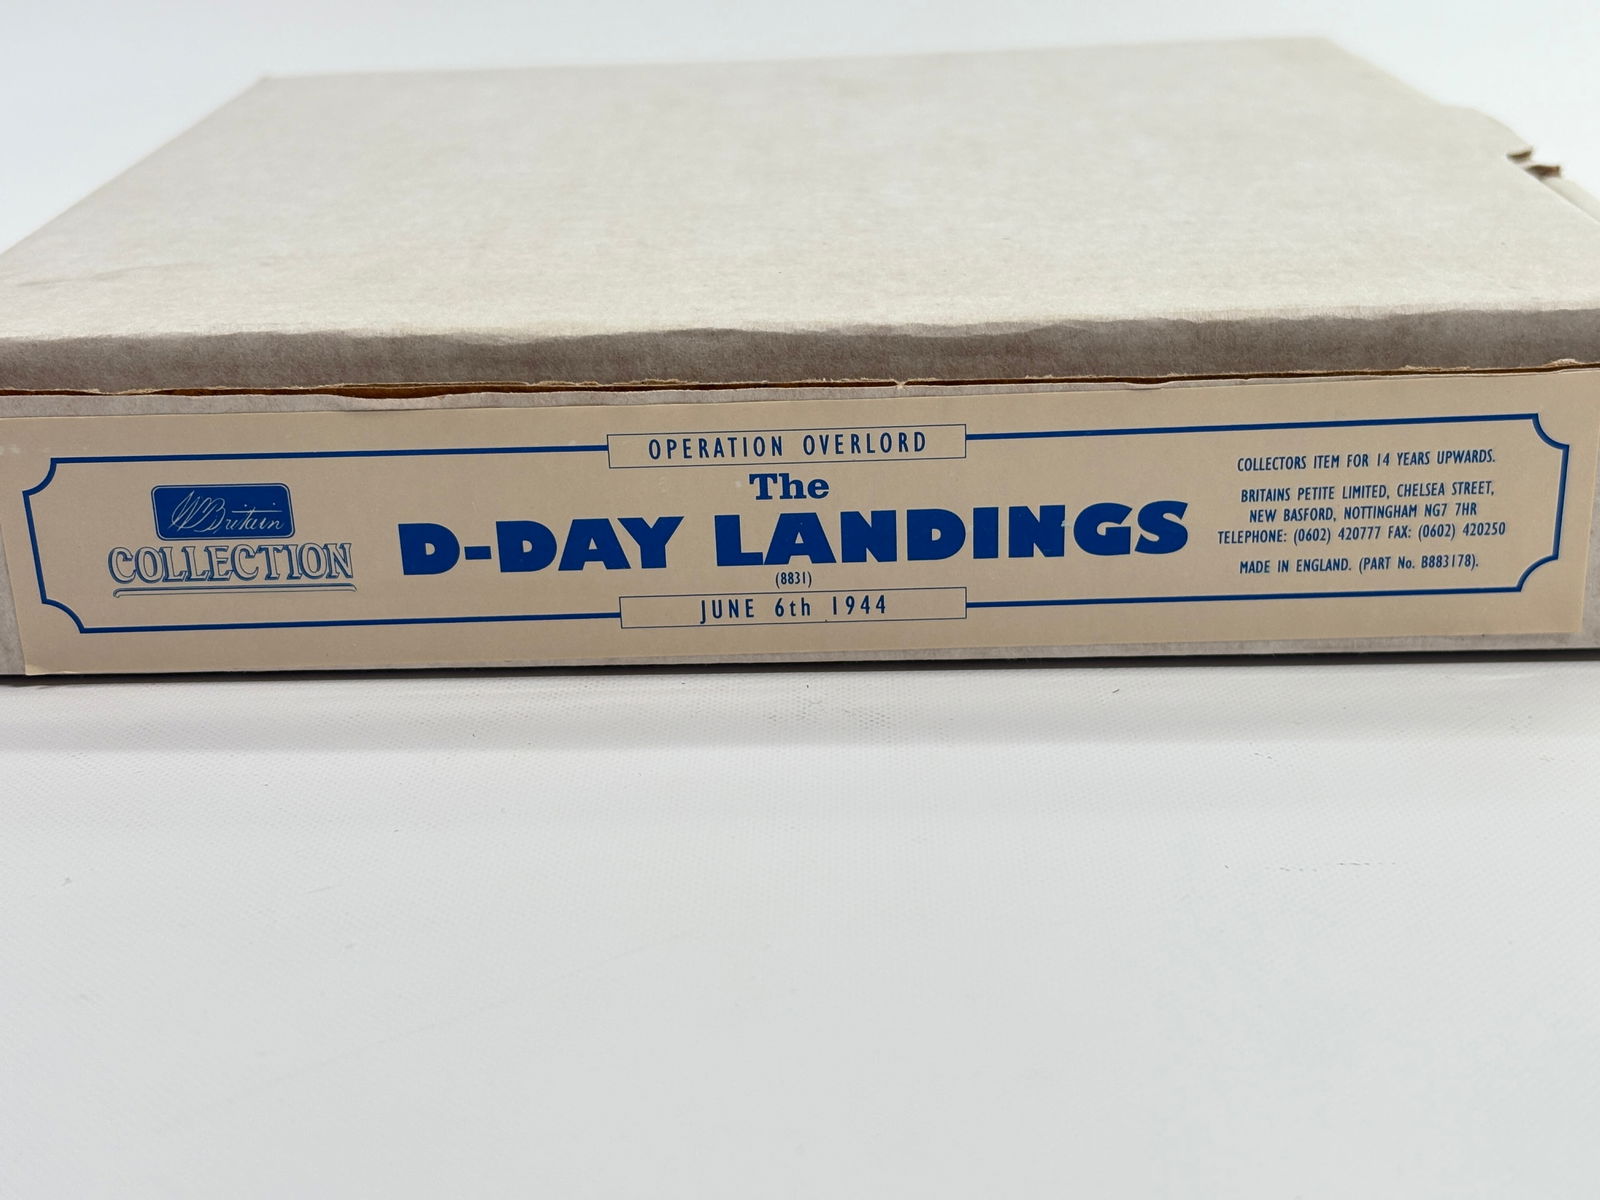 OPERATION OVERLORD
W Britain
COLLECTION
The
D-DAY LANDINGS
(8831)
JUNE 6th 1944
COLLECTORS ITEM FOR 14 YEARS UPWARDS.
BRITAINS PETITE LIMITED, CHELSEA STREET,
NEW BASFORD, NOTTINGHAM NG7 7HR
TELEPHONE: (0602) 420777 FAX: (0602) 420250
MADE IN ENGLAND. (PART No. B883178).